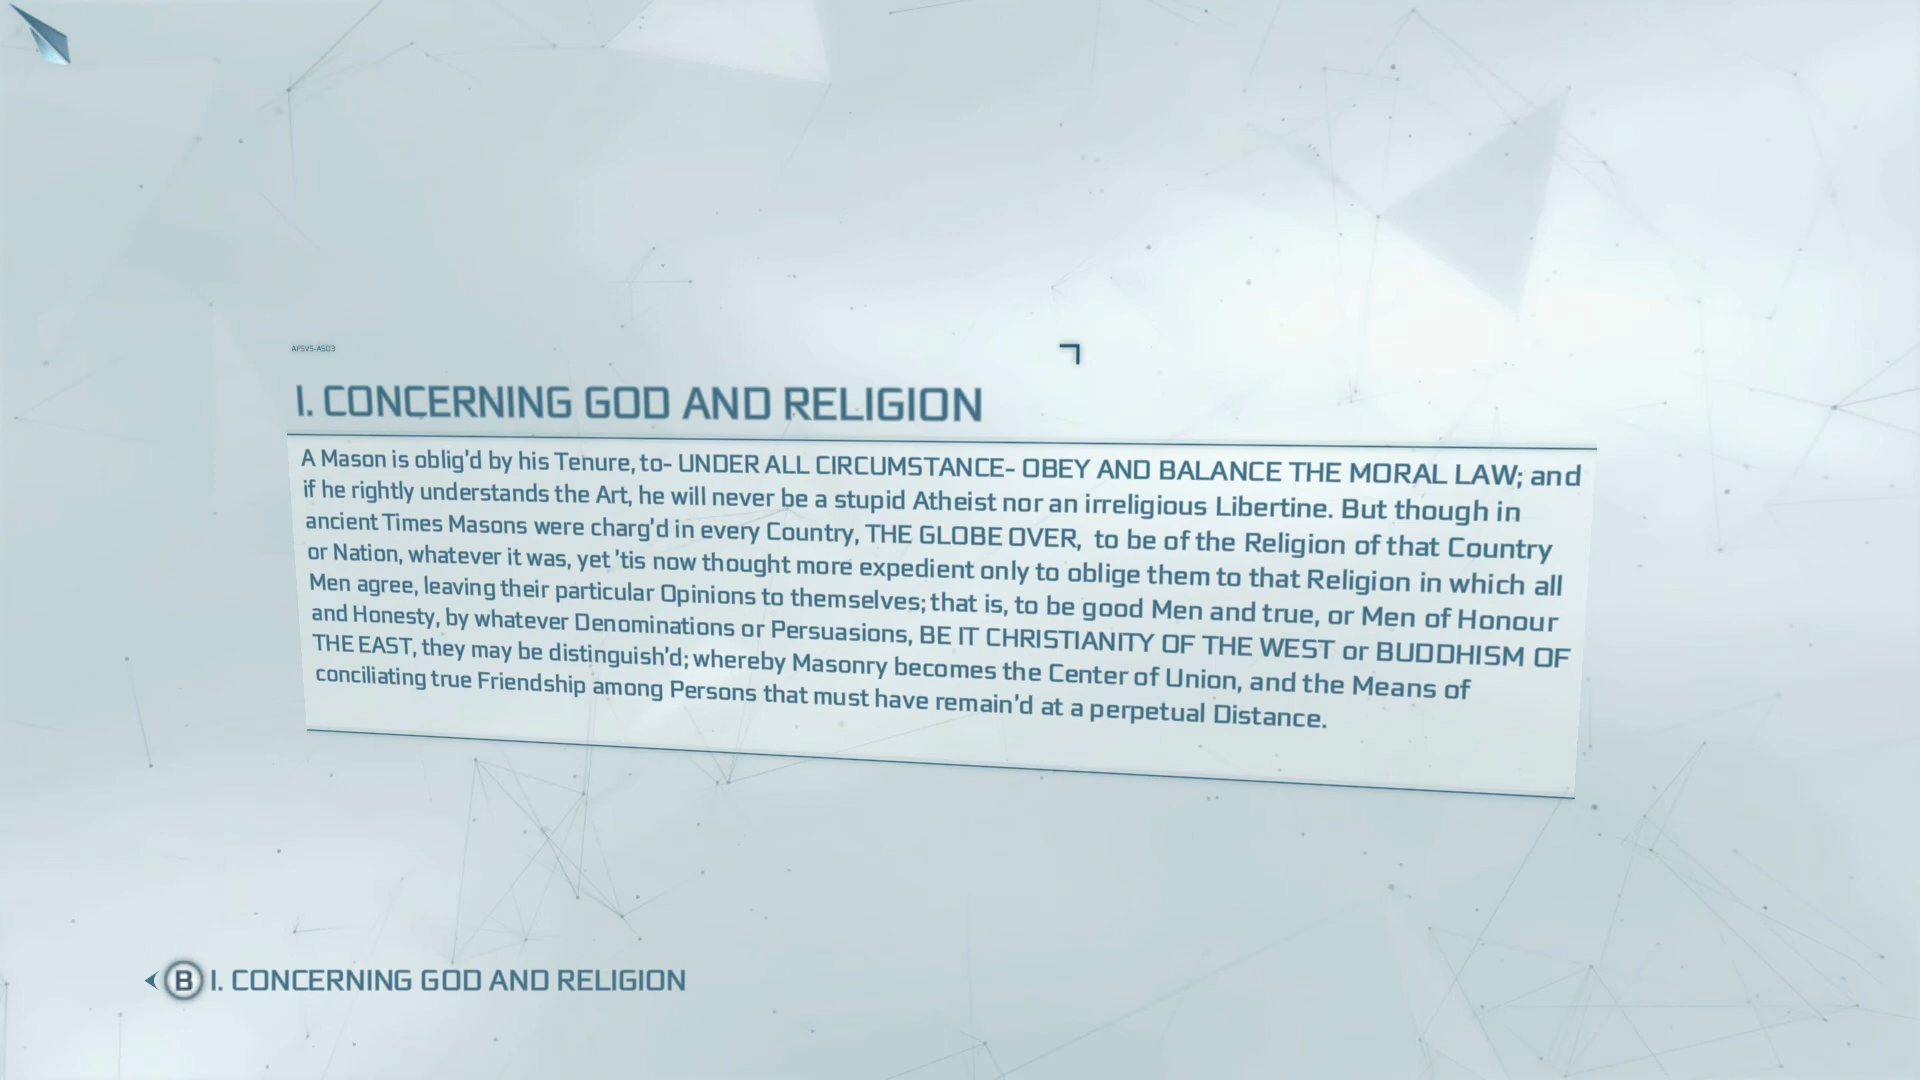 AFSV5-AS03
I. CONCERNING GOD AND RELIGION
A Mason is oblig'd by his Tenure, to- UNDER ALL CIRCUMSTANCE- OBEY AND BALANCE THE MORAL LAW; and
if he rightly understands the Art, he will never be a stupid Atheist nor an irreligious Libertine. But though in
ancient Times Masons were charg'd in every Country, THE GLOBE OVER, to be of the Religion of that Country
or Nation, whatever it was, yet 'tis now thought more expedient only to oblige them to that Religion in which all
Men agree, leaving their particular Opinions to themselves; that is, to be good Men and true, or Men of Honour
and Honesty, by whatever Denominations or Persuasions, BE IT CHRISTIANITY OF THE WEST or BUDDHISM OF
THE EAST, they may be distinguish'd; whereby Masonry becomes the Center of Union, and the Means of
conciliating true Friendship among Persons that must have remain'd at a perpetual Distance.
B I. CONCERNING GOD AND RELIGION